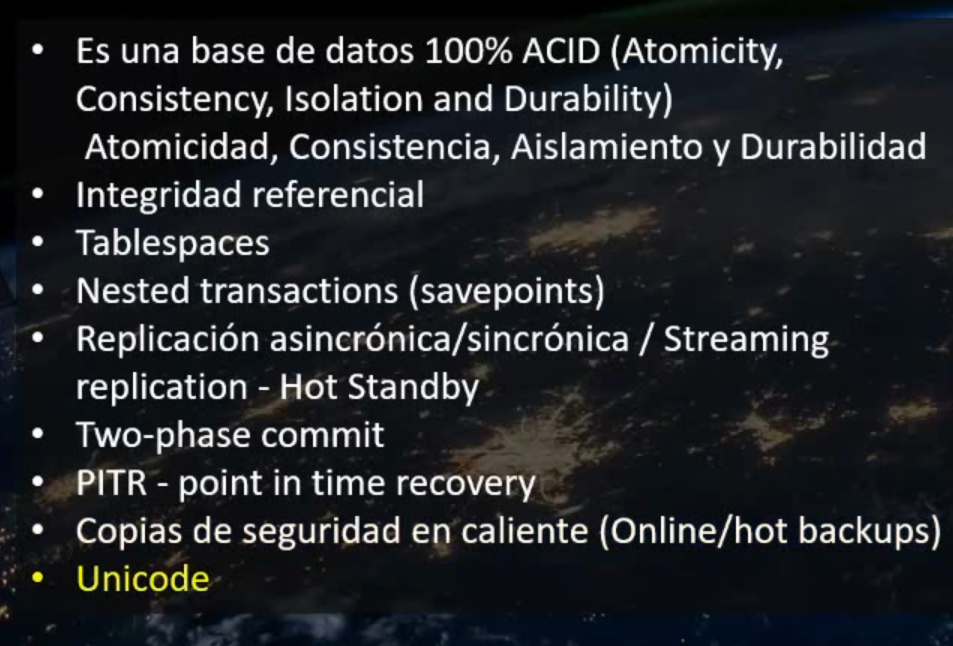 • Es una base de datos 100% ACID (Atomicity,
Consistency, Isolation and Durability)
Atomicidad, Consistencia, Aislamiento y Durabilidad
• Integridad referencial
• Tablespaces
• Nested transactions (savepoints)
• Replicación asincrónica/sincrónica / Streaming
replication - Hot Standby
• Two-phase commit
• PITR - point in time recovery
• Copias de seguridad en caliente (Online/hot backups)
• Unicode